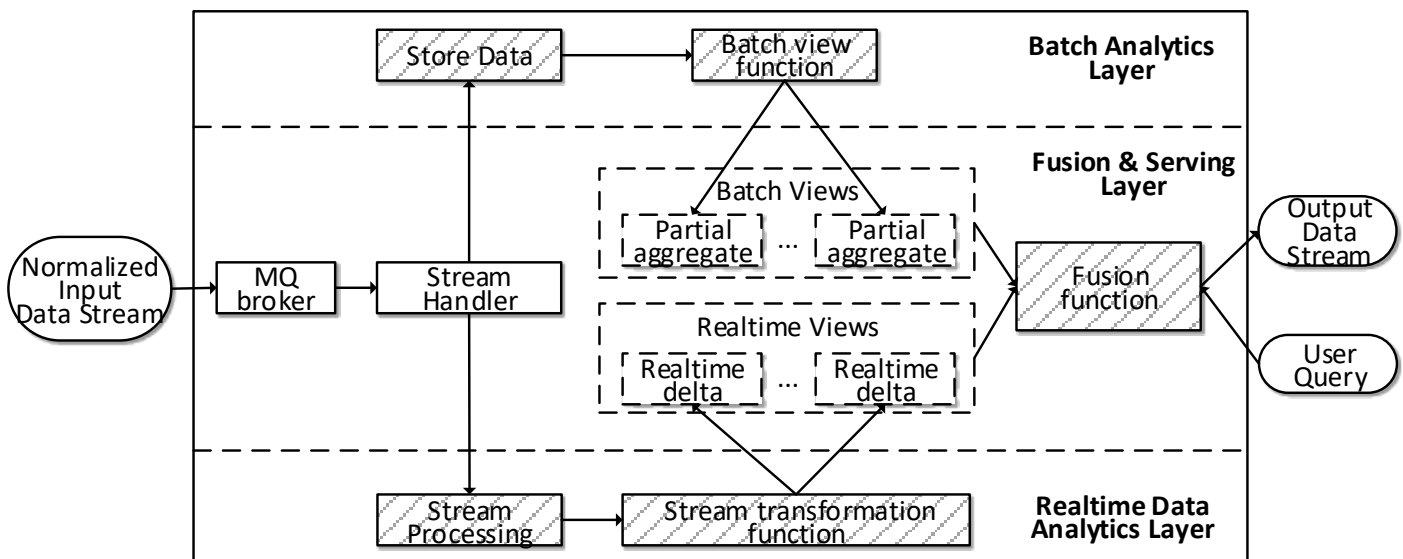 Store Data
Batch view
function
Batch Analytics
Layer
Fusion & Serving
Layer
Batch Views
Partial
aggregate
...
Partial
aggregate
Normalized
Input
Data Stream
MQ
broker
Stream
Handler
Fusion
function
Output
Data
Stream
Realtime Views
Realtime
delta
...
Realtime
delta
User
Query
Stream
Processing
Stream transformation
function
Realtime Data
Analytics Layer